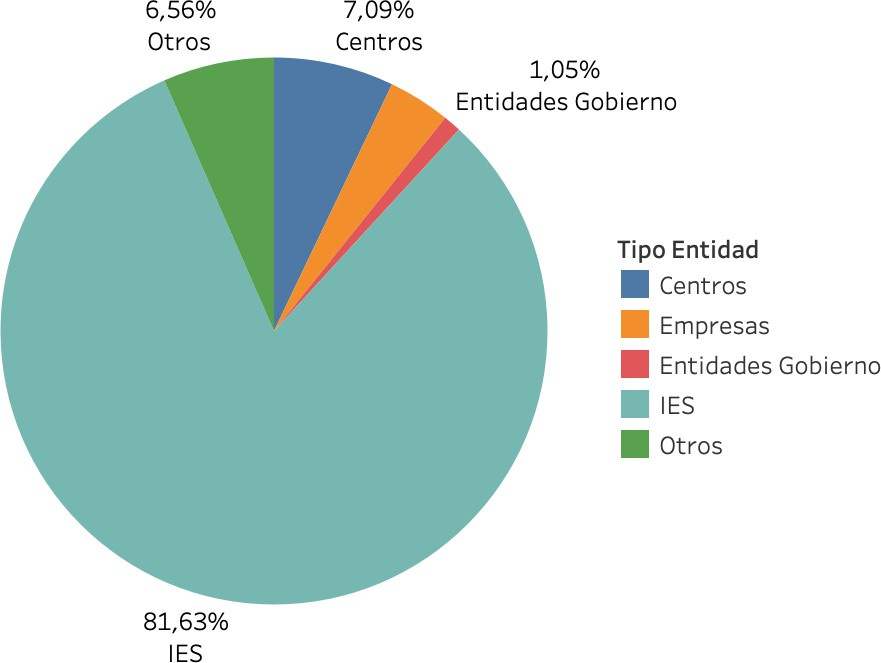 6,56%
Otros
7,09%
Centros
1,05%
Entidades Gobierno
Tipo Entidad
Centros
Empresas
Entidades Gobierno
IES
Otros
81,63%
IES